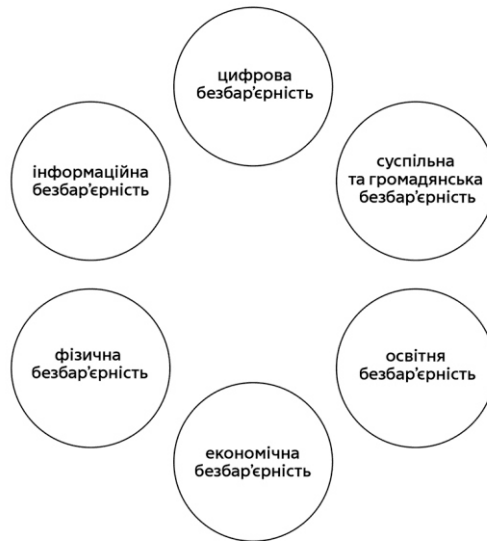 цифрова
безбар'єрність
інформаційна
безбар'єрність
суспільна
та громадянська
безбар'єрність
фізична
безбар'єрність
освітня
безбар'єрність
економічна
безбар'єрність